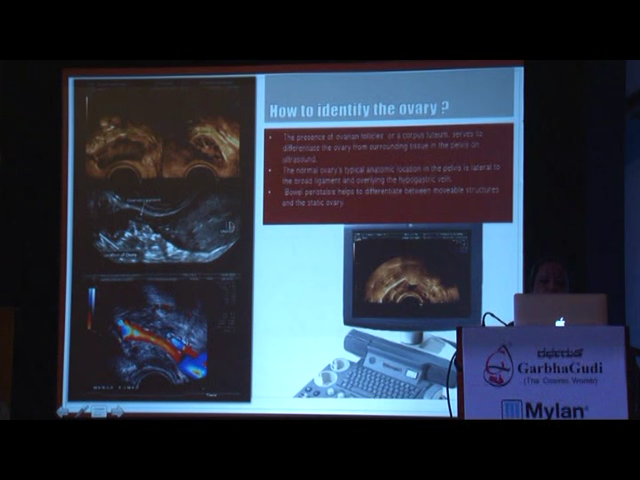 How to identify the ovary ?
• The presence of ovarian follicles or a corpus luteum, serves to
differentiate the ovary from surrounding tissue in the pelvis on
ultrasound.
• The normal ovary's typical anatomic location in the pelvis is lateral to
the broad ligament and overlying the hypogastric vein.
• Bowel peristalsis helps to differentiate between moveable structures
and the static ovary.
GarbhaGudi
(The Cosmic Womb)
Mylan